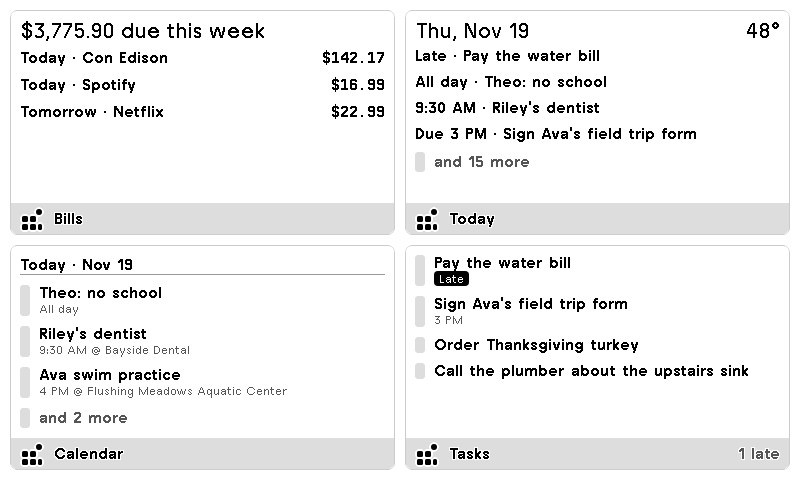 $3,775.90 due this week
Today · Con Edison $142.17
Today · Spotify $16.99
Tomorrow · Netflix $22.99
Bills
Thu, Nov 19 48°
Late · Pay the water bill
All day · Theo: no school
9:30 AM · Riley's dentist
Due 3 PM · Sign Ava's field trip form
and 15 more
Today
Today · Nov 19
Theo: no school
All day
Riley's dentist
9:30 AM @ Bayside Dental
Ava swim practice
4 PM @ Flushing Meadows Aquatic Center
and 2 more
Calendar
Pay the water bill
Late
Sign Ava's field trip form
3 PM
Order Thanksgiving turkey
Call the plumber about the upstairs sink
Tasks 1 late